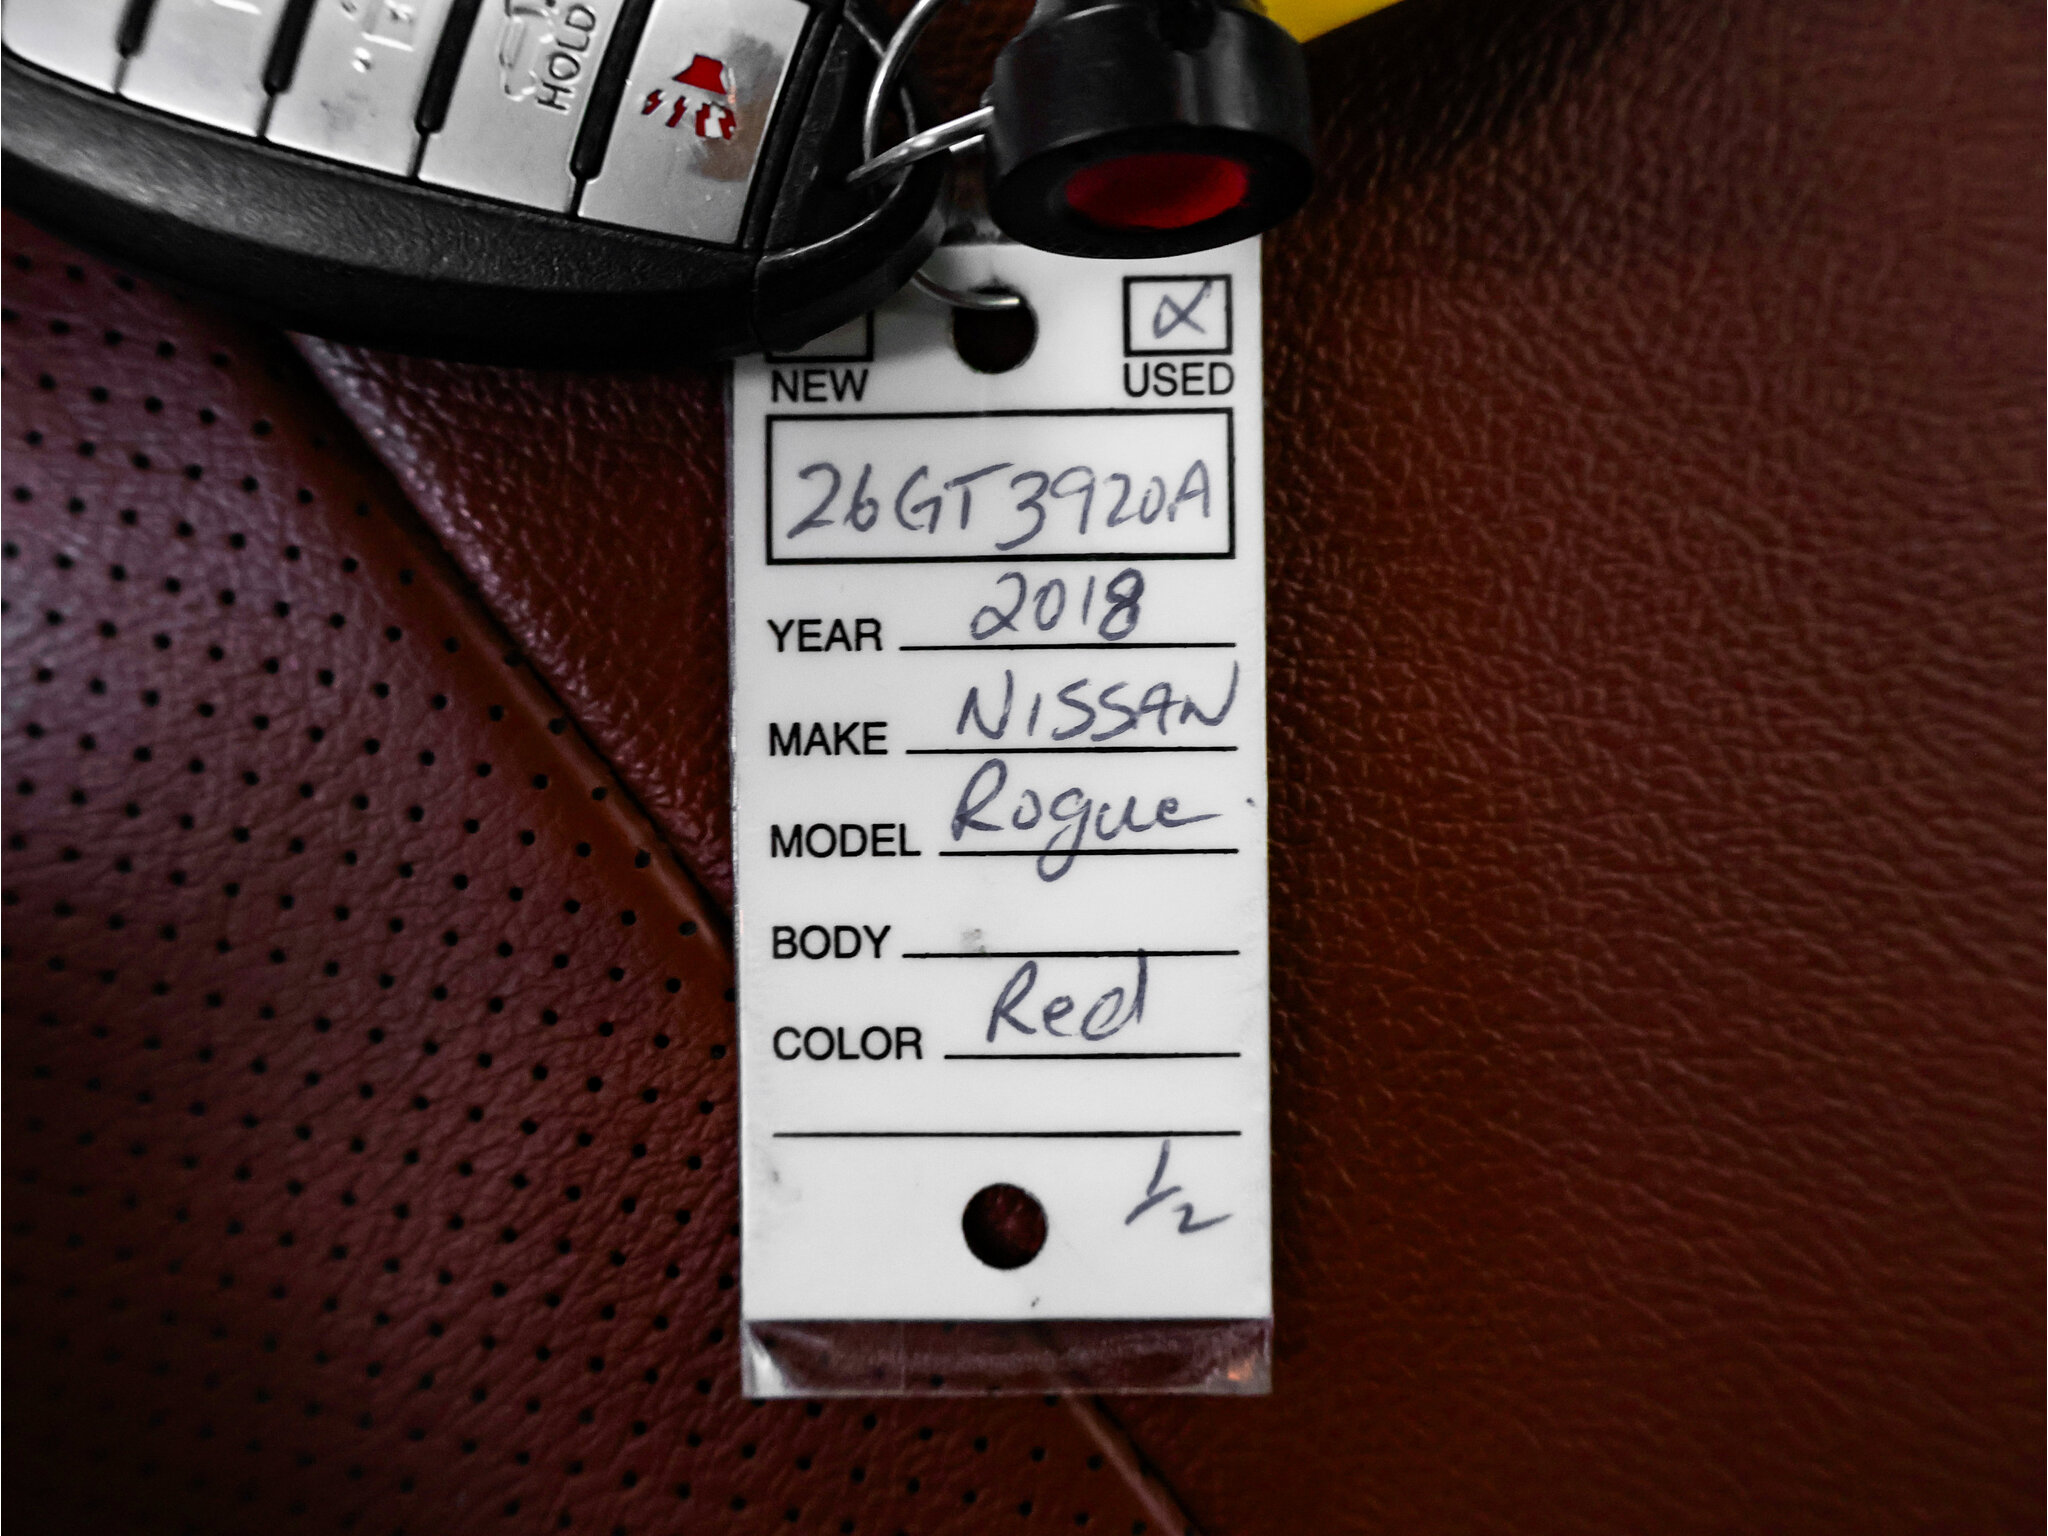 HOLD
NEW USED
26GT3920A
YEAR 2018
MAKE NISSAN
MODEL Rogue
BODY
COLOR Red
1/2